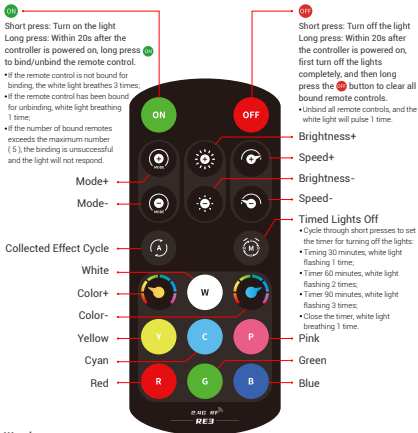 ON
Short press: Turn on the light
Long press: Within 20s after the
controller is powered on, long press ON
to bind/unbind the remote control.
• If the remote control is not bound for
binding, the white light breathes 3 times;
• If the remote control has been bound
for unbinding, white light breathing
1 time;
• If the number of bound remotes
exceeds the maximum number
( 5 ), the binding is unsuccessful
and the light will not respond.
OFF
Short press: Turn off the light
Long press: Within 20s after
the controller is powered on,
first turn off the lights
completely, and then long
press the OFF button to clear all
bound remote controls.
• Unbind all remote controls, and the
white light will pulse 1 time.
ON
OFF
MODE
MODE
A
M
W
Y
C
P
R
G
B
2.4G RF
RE3
Mode+
Mode-
Collected Effect Cycle
White
Color+
Color-
Yellow
Cyan
Red
Brightness+
Speed+
Brightness-
Speed-
Timed Lights Off
• Cycle through short presses to set
the timer for turning off the lights:
• Timing 30 minutes, white light
flashing 1 times;
• Timer 60 minutes, white light
flashing 2 times;
• Timer 90 minutes, white light
flashing 3 times;
• Close the timer, white light
breathing 1 time.
Pink
Green
Blue